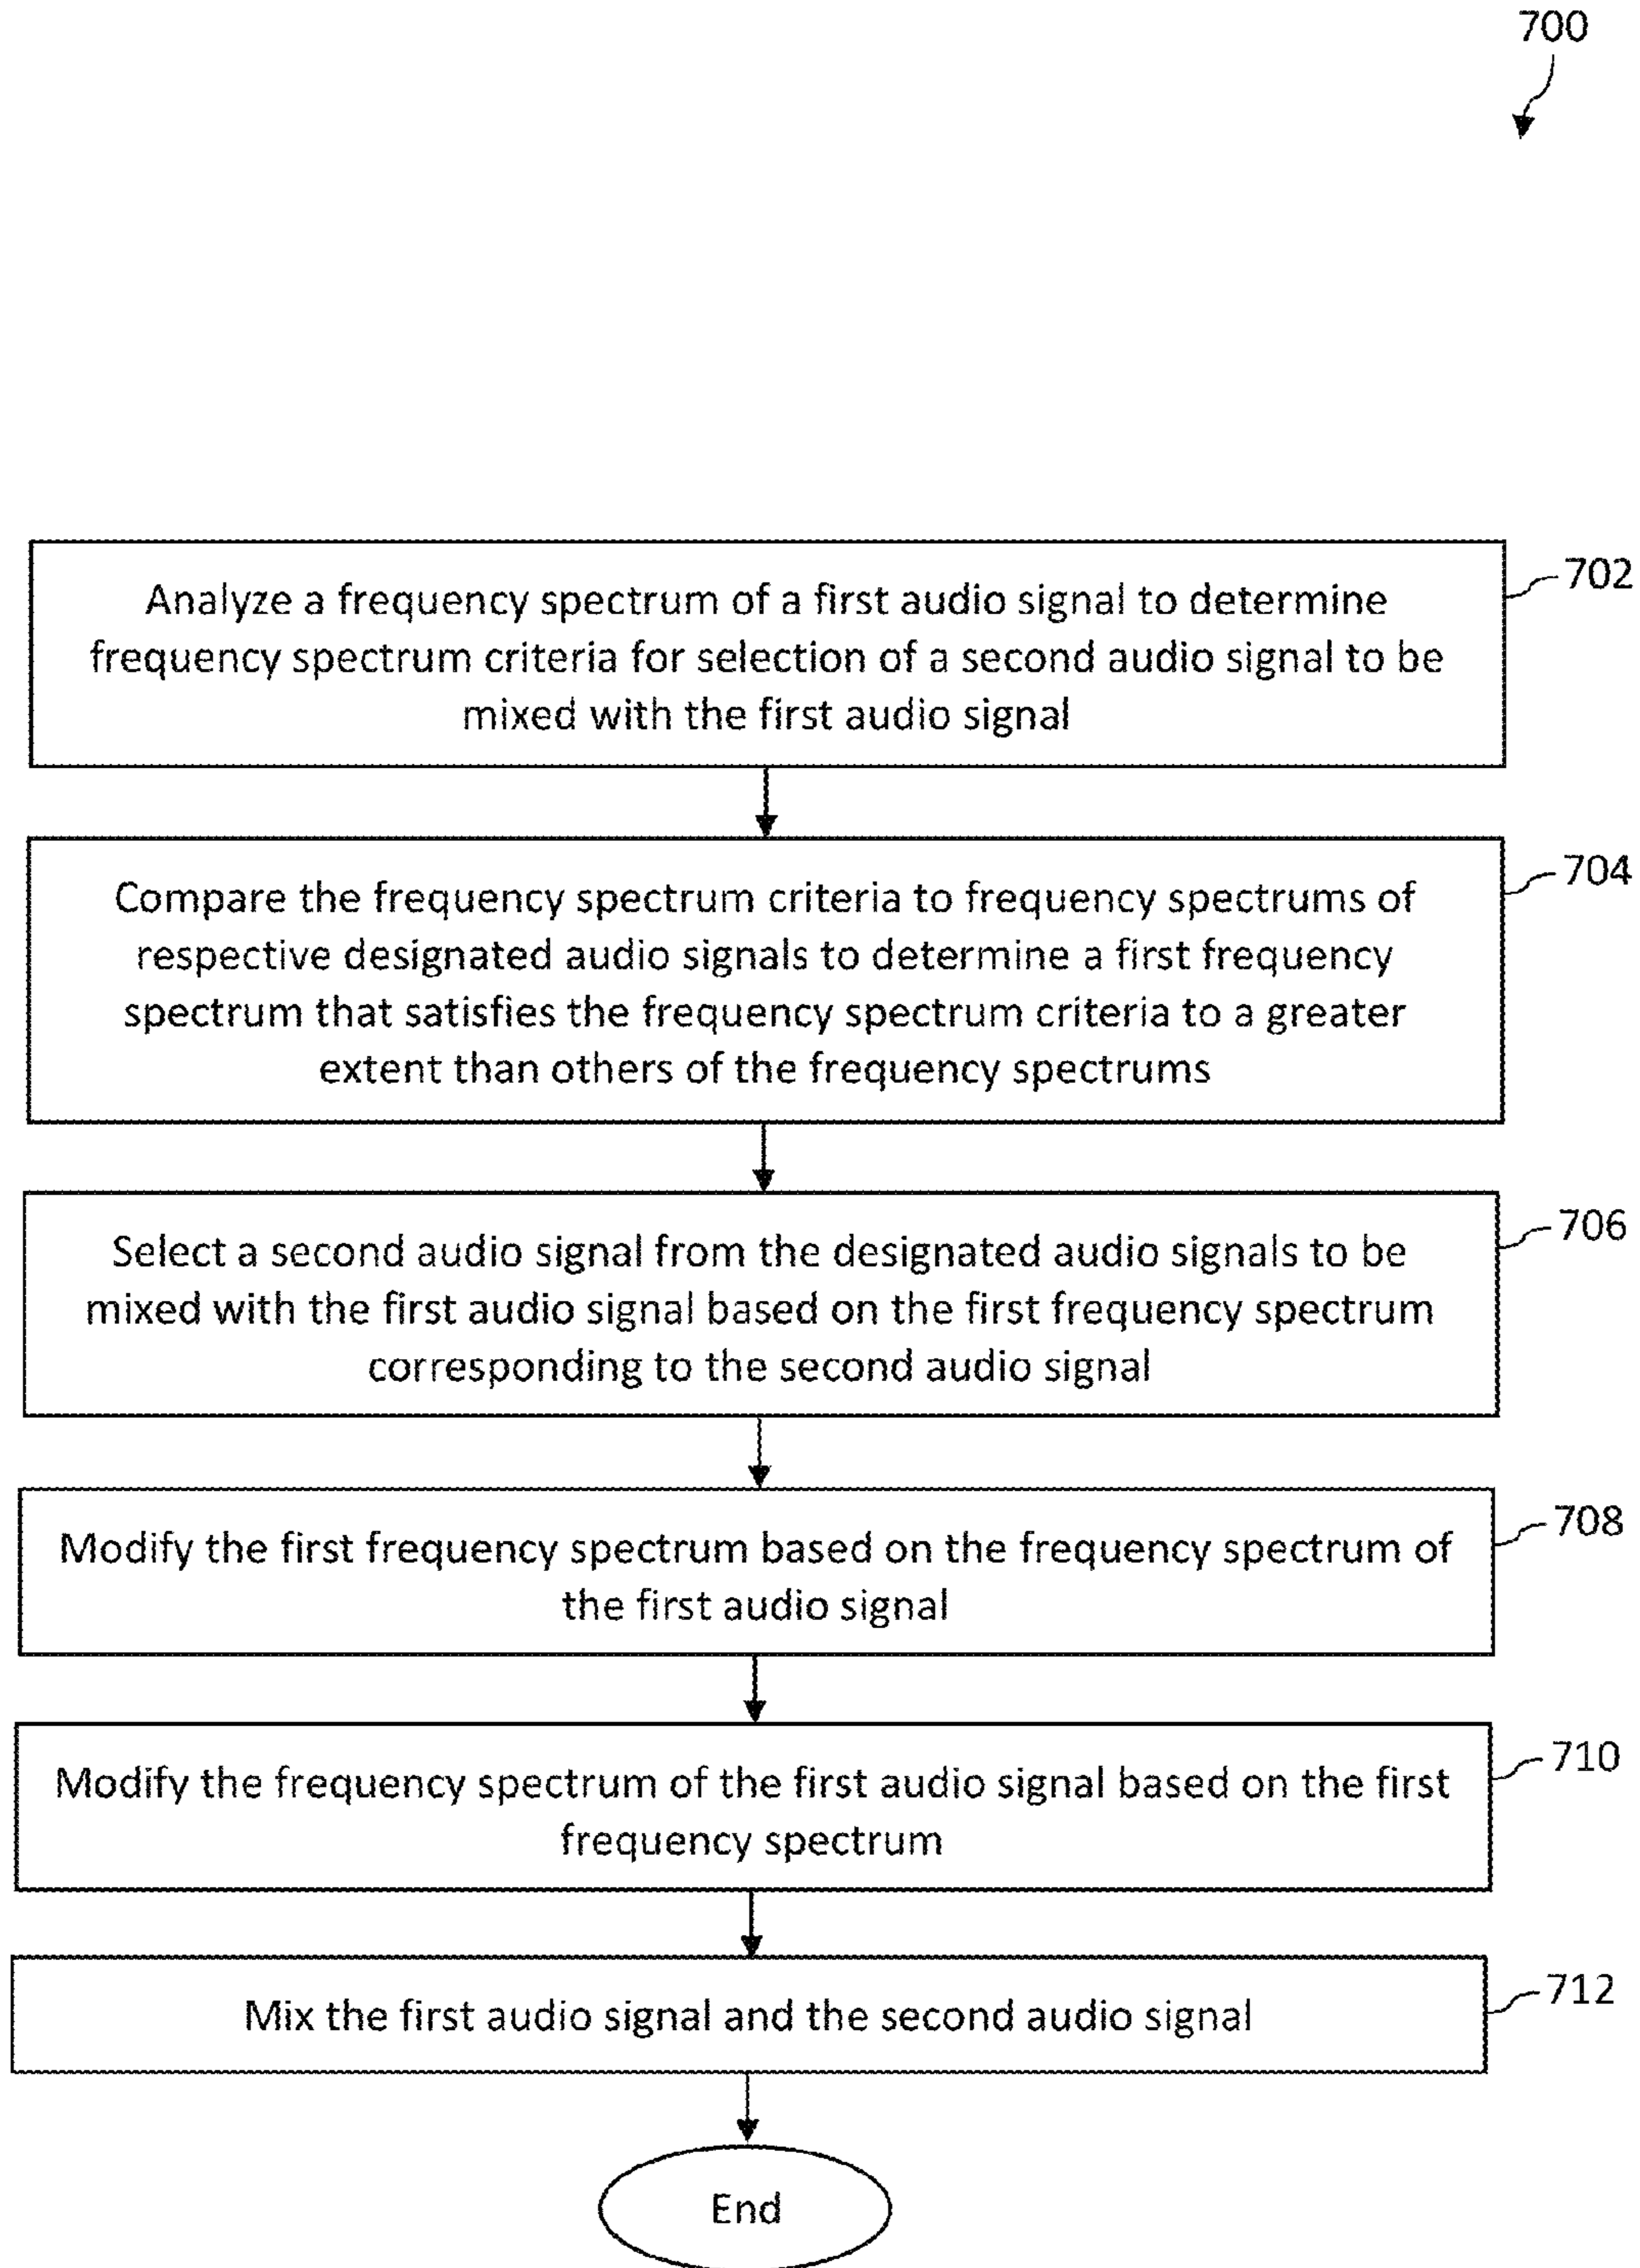 700
Analyze a frequency spectrum of a first audio signal to determine
frequency spectrum criteria for selection of a second audio signal to be
mixed with the first audio signal
702
Compare the frequency spectrum criteria to frequency spectrums of
respective designated audio signals to determine a first frequency
spectrum that satisfies the frequency spectrum criteria to a greater
extent than others of the frequency spectrums
704
Select a second audio signal from the designated audio signals to be
mixed with the first audio signal based on the first frequency spectrum
corresponding to the second audio signal
706
Modify the first frequency spectrum based on the frequency spectrum of
the first audio signal
708
Modify the frequency spectrum of the first audio signal based on the first
frequency spectrum
710
Mix the first audio signal and the second audio signal
712
End